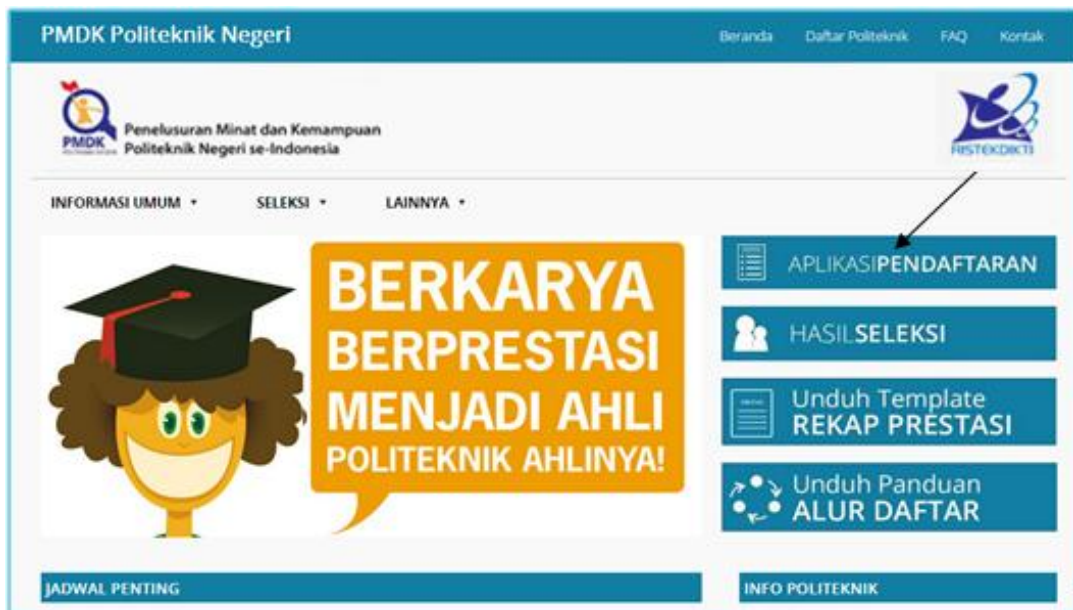 PMDK Politeknik Negeri
Beranda Daftar Politeknik FAQ Kontak
PMDK
Penelusuran Minat dan Kemampuan
Politeknik Negeri se-Indonesia
RISTEKDIKTI
INFORMASI UMUM SELEKSI LAINNYA
BERKARYA
BERPRESTASI
MENJADI AHLI
POLITEKNIK AHLINYA!
APLIKASIPENDAFTARAN
HASILSELEKSI
Unduh Template
REKAP PRESTASI
Unduh Panduan
ALUR DAFTAR
JADWAL PENTING
INFO POLITEKNIK